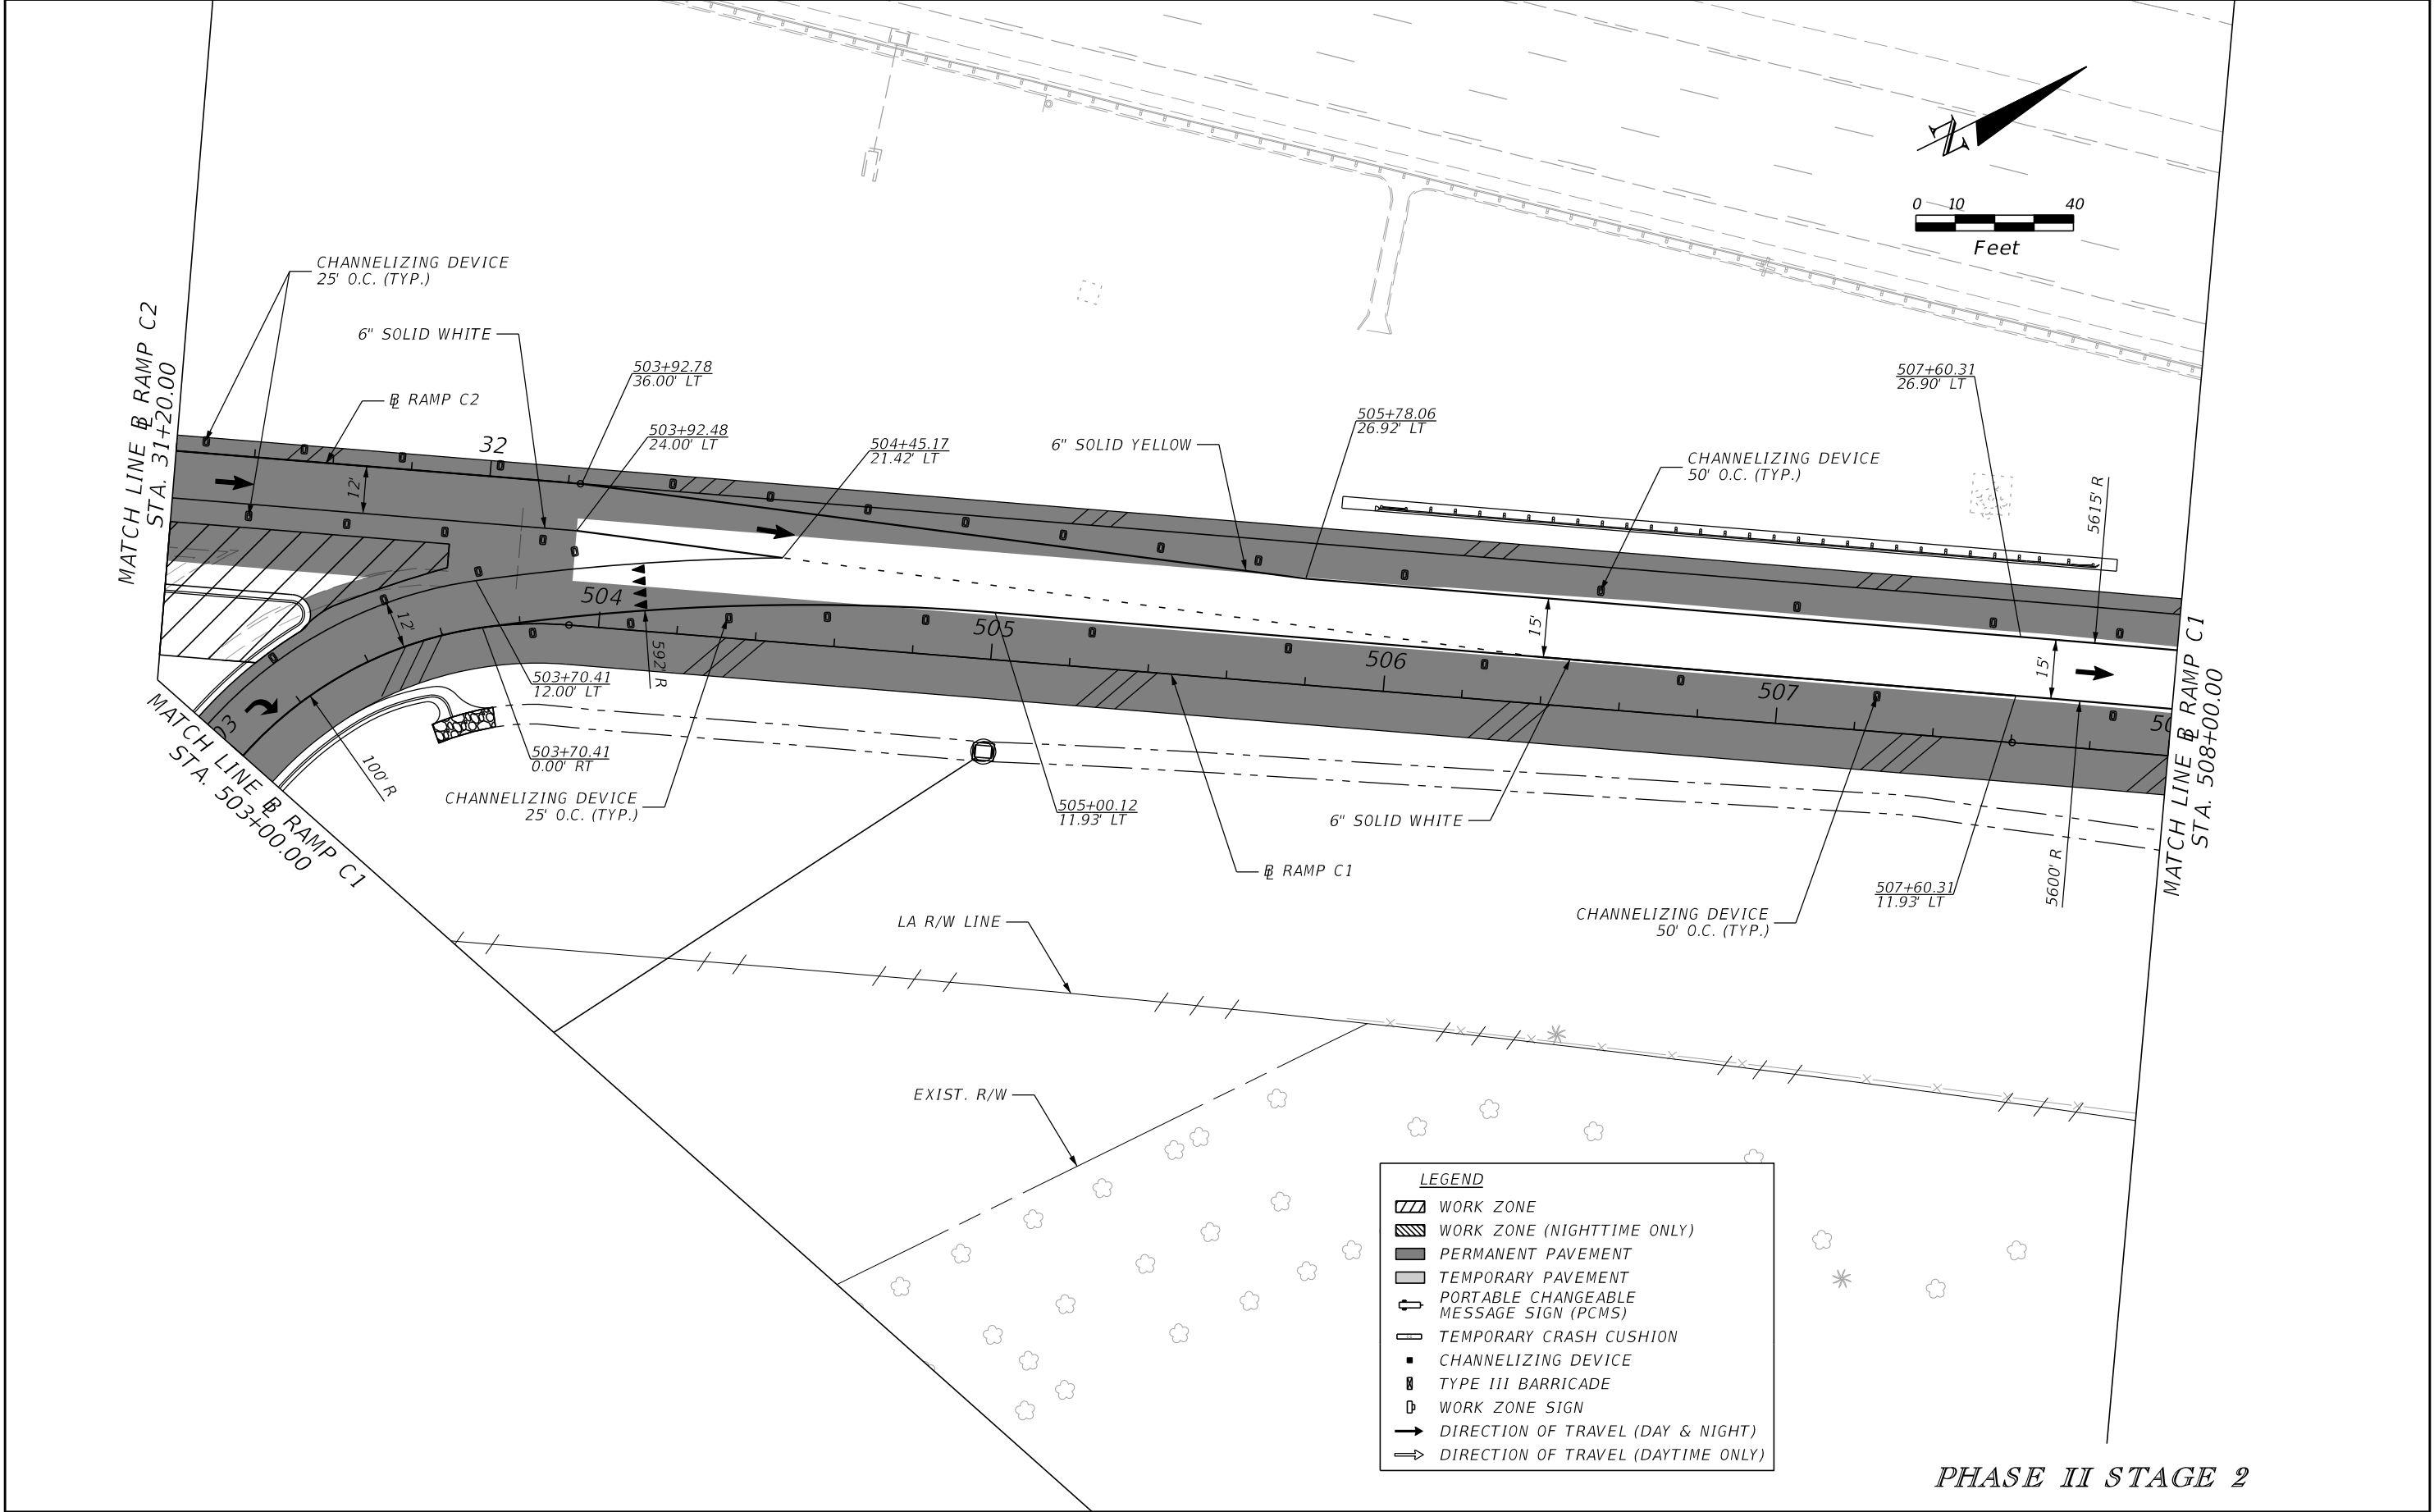 0 10 40
Feet
CHANNELIZING DEVICE
25' O.C. (TYP.)
6" SOLID WHITE
℄ RAMP C2
MATCH LINE ℄ RAMP C2
STA. 31+20.00
32
12'
503+92.78
36.00' LT
503+92.48
24.00' LT
504+45.17
21.42' LT
6" SOLID YELLOW
505+78.06
26.92' LT
CHANNELIZING DEVICE
50' O.C. (TYP.)
507+60.31
26.90' LT
5615' R
504
505
506
507
12'
592' R
15'
15'
503+70.41
12.00' LT
503+70.41
0.00' RT
100' R
MATCH LINE ℄ RAMP C1
STA. 503+00.00
CHANNELIZING DEVICE
25' O.C. (TYP.)
505+00.12
11.93' LT
6" SOLID WHITE
℄ RAMP C1
CHANNELIZING DEVICE
50' O.C. (TYP.)
507+60.31
11.93' LT
5600' R
MATCH LINE ℄ RAMP C1
STA. 508+00.00
LA R/W LINE
EXIST. R/W
LEGEND
WORK ZONE
WORK ZONE (NIGHTTIME ONLY)
PERMANENT PAVEMENT
TEMPORARY PAVEMENT
PORTABLE CHANGEABLE
MESSAGE SIGN (PCMS)
TEMPORARY CRASH CUSHION
CHANNELIZING DEVICE
TYPE III BARRICADE
WORK ZONE SIGN
DIRECTION OF TRAVEL (DAY & NIGHT)
DIRECTION OF TRAVEL (DAYTIME ONLY)
PHASE II STAGE 2
N